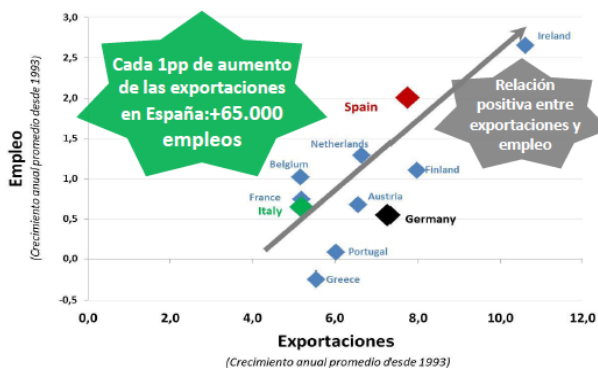 3,0
2,5
2,0
1,5
1,0
0,5
0,0
-0,5
Empleo
(Crecimiento anual promedio desde 1993)
Cada 1pp de aumento
de las exportaciones
en España:+65.000
empleos
Ireland
Relación
positiva entre
exportaciones y
empleo
Spain
Netherlands
Belgium
Finland
France
Italy
Austria
Germany
Portugal
Greece
0,0 2,0 4,0 6,0 8,0 10,0 12,0
Exportaciones
(Crecimiento anual promedio desde 1993)